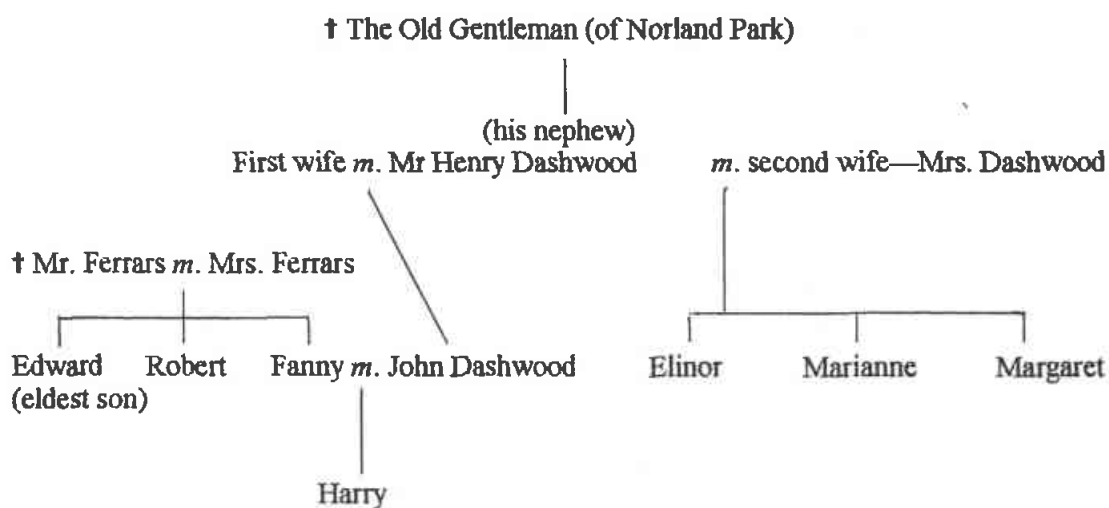 † The Old Gentleman (of Norland Park)
(his nephew)
First wife m. Mr Henry Dashwood m. second wife—Mrs. Dashwood
† Mr. Ferrars m. Mrs. Ferrars
Edward Robert Fanny m. John Dashwood Elinor Marianne Margaret
(eldest son)
Harry